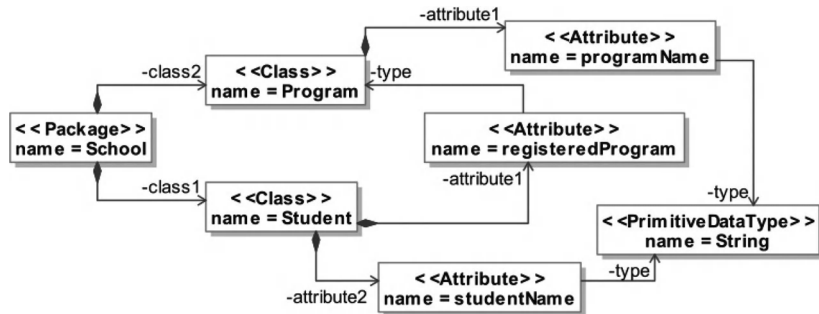 -attribute1
< <Attribute> >
name = programName
-class2
< <Class> >
name = Program
-type
< <Package> >
name = School
< <Attribute> >
name = registeredProgram
-attribute1
-class1
< <Class> >
name = Student
-type
< <PrimitiveDataType> >
name = String
-attribute2
< <Attribute> >
name = studentName
-type